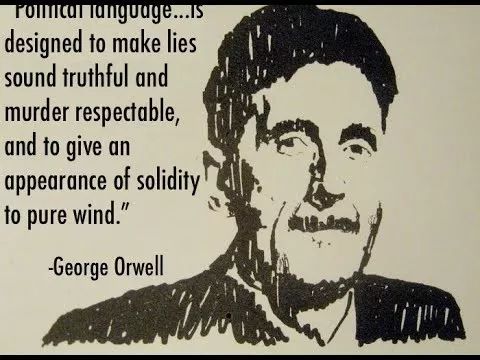 "Political language...is
designed to make lies
sound truthful and
murder respectable,
and to give an
appearance of solidity
to pure wind.”
-George Orwell